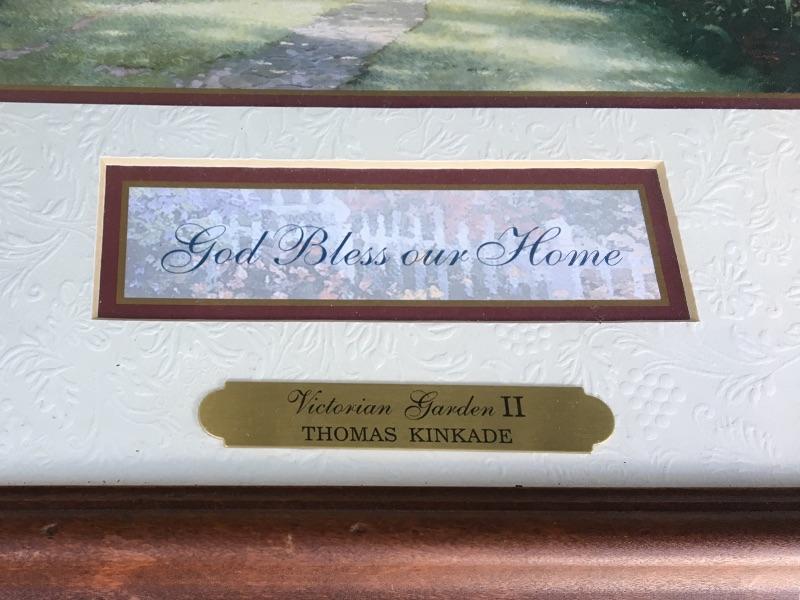 God Bless our Home
Victorian Garden II
THOMAS KINKADE